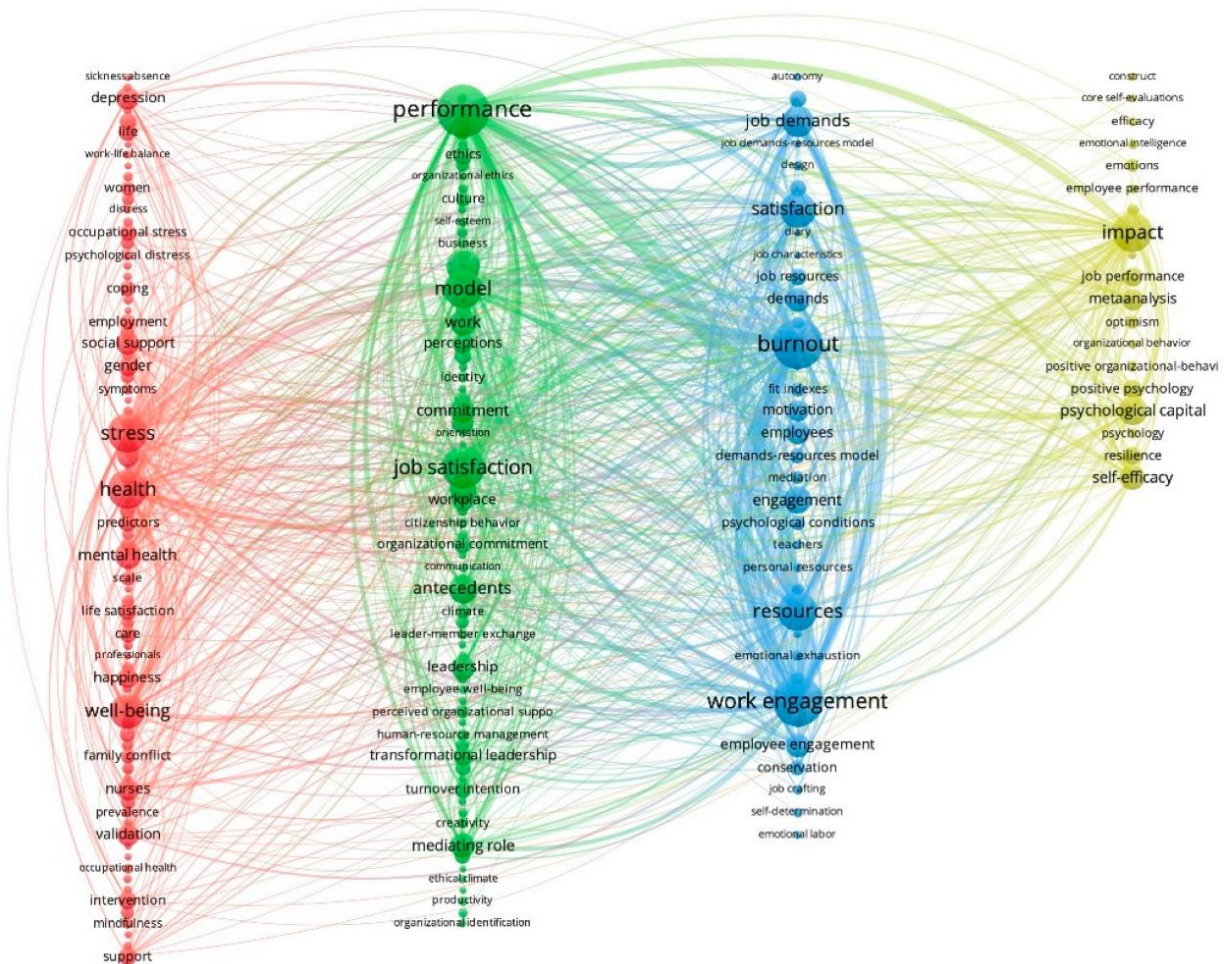 sickness absence
depression
life
work-life balance
women
distress
occupational stress
psychological distress
coping
employment
social support
gender
symptoms
stress
health
predictors
mental health
scale
life satisfaction
care
professionals
happiness
well-being
family conflict
nurses
prevalence
validation
occupational health
intervention
mindfulness
support
performance
ethics
organizational ethics
culture
self-esteem
business
model
work
perceptions
identity
commitment
orientation
job satisfaction
workplace
citizenship behavior
organizational commitment
communication
antecedents
climate
leader-member exchange
leadership
employee well-being
perceived organizational suppo
human-resource management
transformational leadership
turnover intention
creativity
mediating role
ethical climate
productivity
organizational identification
autonomy
job demands
job demands-resources model
design
satisfaction
diary
job characteristics
job resources
demands
burnout
fit indexes
motivation
employees
demands-resources model
mediation
engagement
psychological conditions
teachers
personal resources
resources
emotional exhaustion
work engagement
employee engagement
conservation
job crafting
self-determination
emotional labor
construct
core self-evaluations
efficacy
emotional intelligence
emotions
employee performance
impact
job performance
metaanalysis
optimism
organizational behavior
positive organizational-behavi
positive psychology
psychological capital
psychology
resilience
self-efficacy